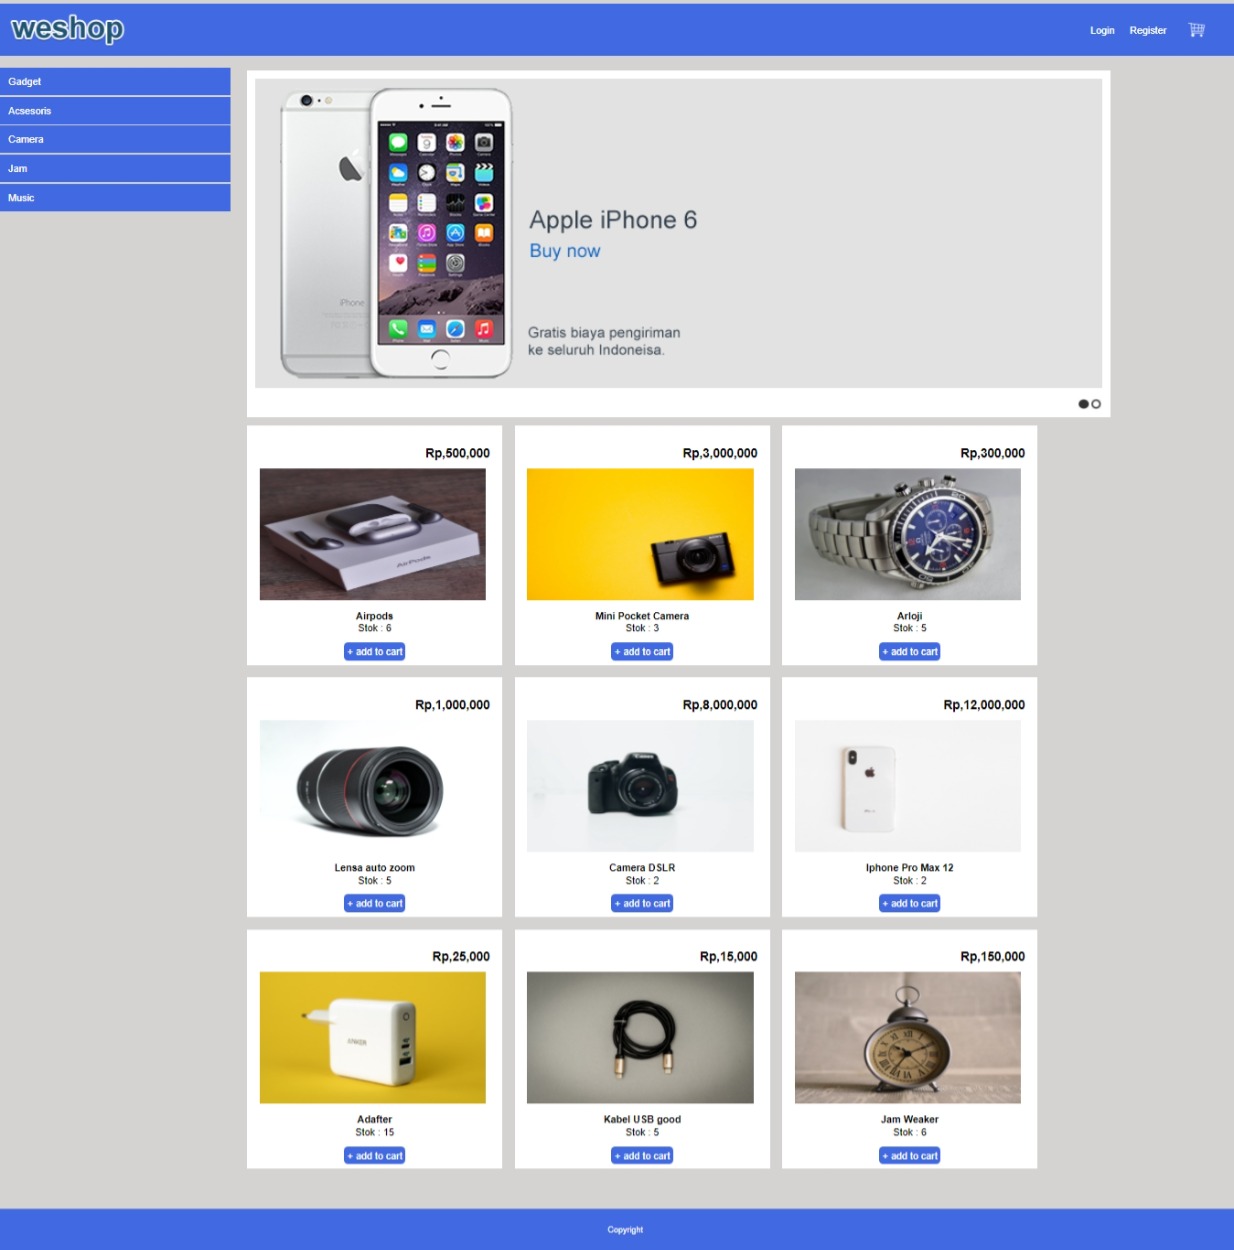 weshop
Login
Register
Gadget
Acsesoris
Camera
Jam
Music
Apple iPhone 6
Buy now
iPhone
Gratis biaya pengiriman
ke seluruh Indoneisa.
Rp,500,000
AirPods
Airpods
Stok : 6
+ add to cart
Rp,3,000,000
Mini Pocket Camera
Stok : 3
+ add to cart
Rp,300,000
Arloji
Stok : 5
+ add to cart
Rp,1,000,000
Lensa auto zoom
Stok : 5
+ add to cart
Rp,8,000,000
Camera DSLR
Stok : 2
+ add to cart
Rp,12,000,000
Iphone Pro Max 12
Stok : 2
+ add to cart
Rp,25,000
ANKER
Adafter
Stok : 15
+ add to cart
Rp,15,000
Kabel USB good
Stok : 5
+ add to cart
Rp,150,000
Jam Weaker
Stok : 6
+ add to cart
Copyright